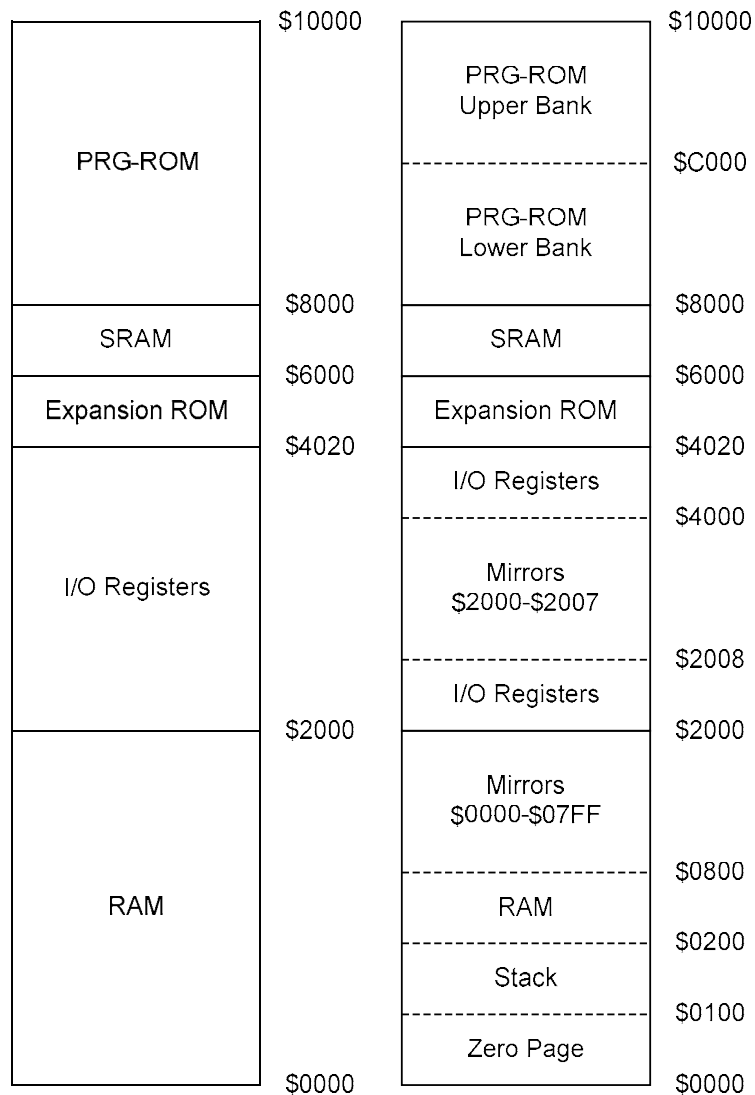 $10000
PRG-ROM
$8000
SRAM
$6000
Expansion ROM
$4020
I/O Registers
$2000
RAM
$0000
$10000
PRG-ROM
Upper Bank
$C000
PRG-ROM
Lower Bank
$8000
SRAM
$6000
Expansion ROM
$4020
I/O Registers
$4000
Mirrors
$2000-$2007
$2008
I/O Registers
$2000
Mirrors
$0000-$07FF
$0800
RAM
$0200
Stack
$0100
Zero Page
$0000